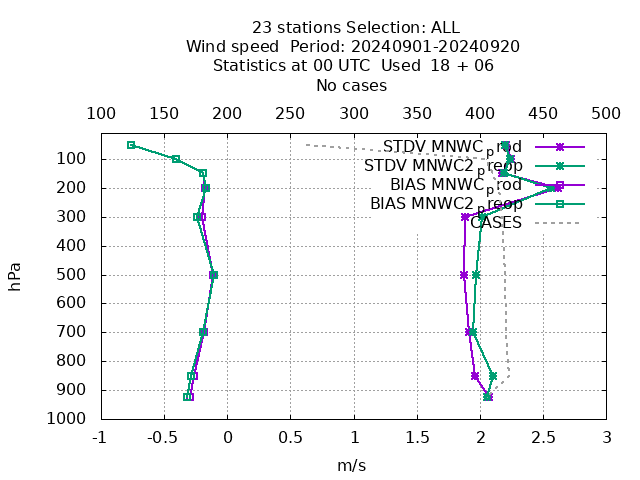 23 stations Selection: ALL
Wind speed  Period: 20240901-20240920
Statistics at 00 UTC  Used  18 + 06
No cases
100 150 200 250 300 350 400 450 500
STDV MNWC_prod
STDV MNWC2_preop
BIAS MNWC_prod
BIAS MNWC2_preop
CASES
hPa
100
200
300
400
500
600
700
800
900
1000
-1 -0.5 0 0.5 1 1.5 2 2.5 3
m/s